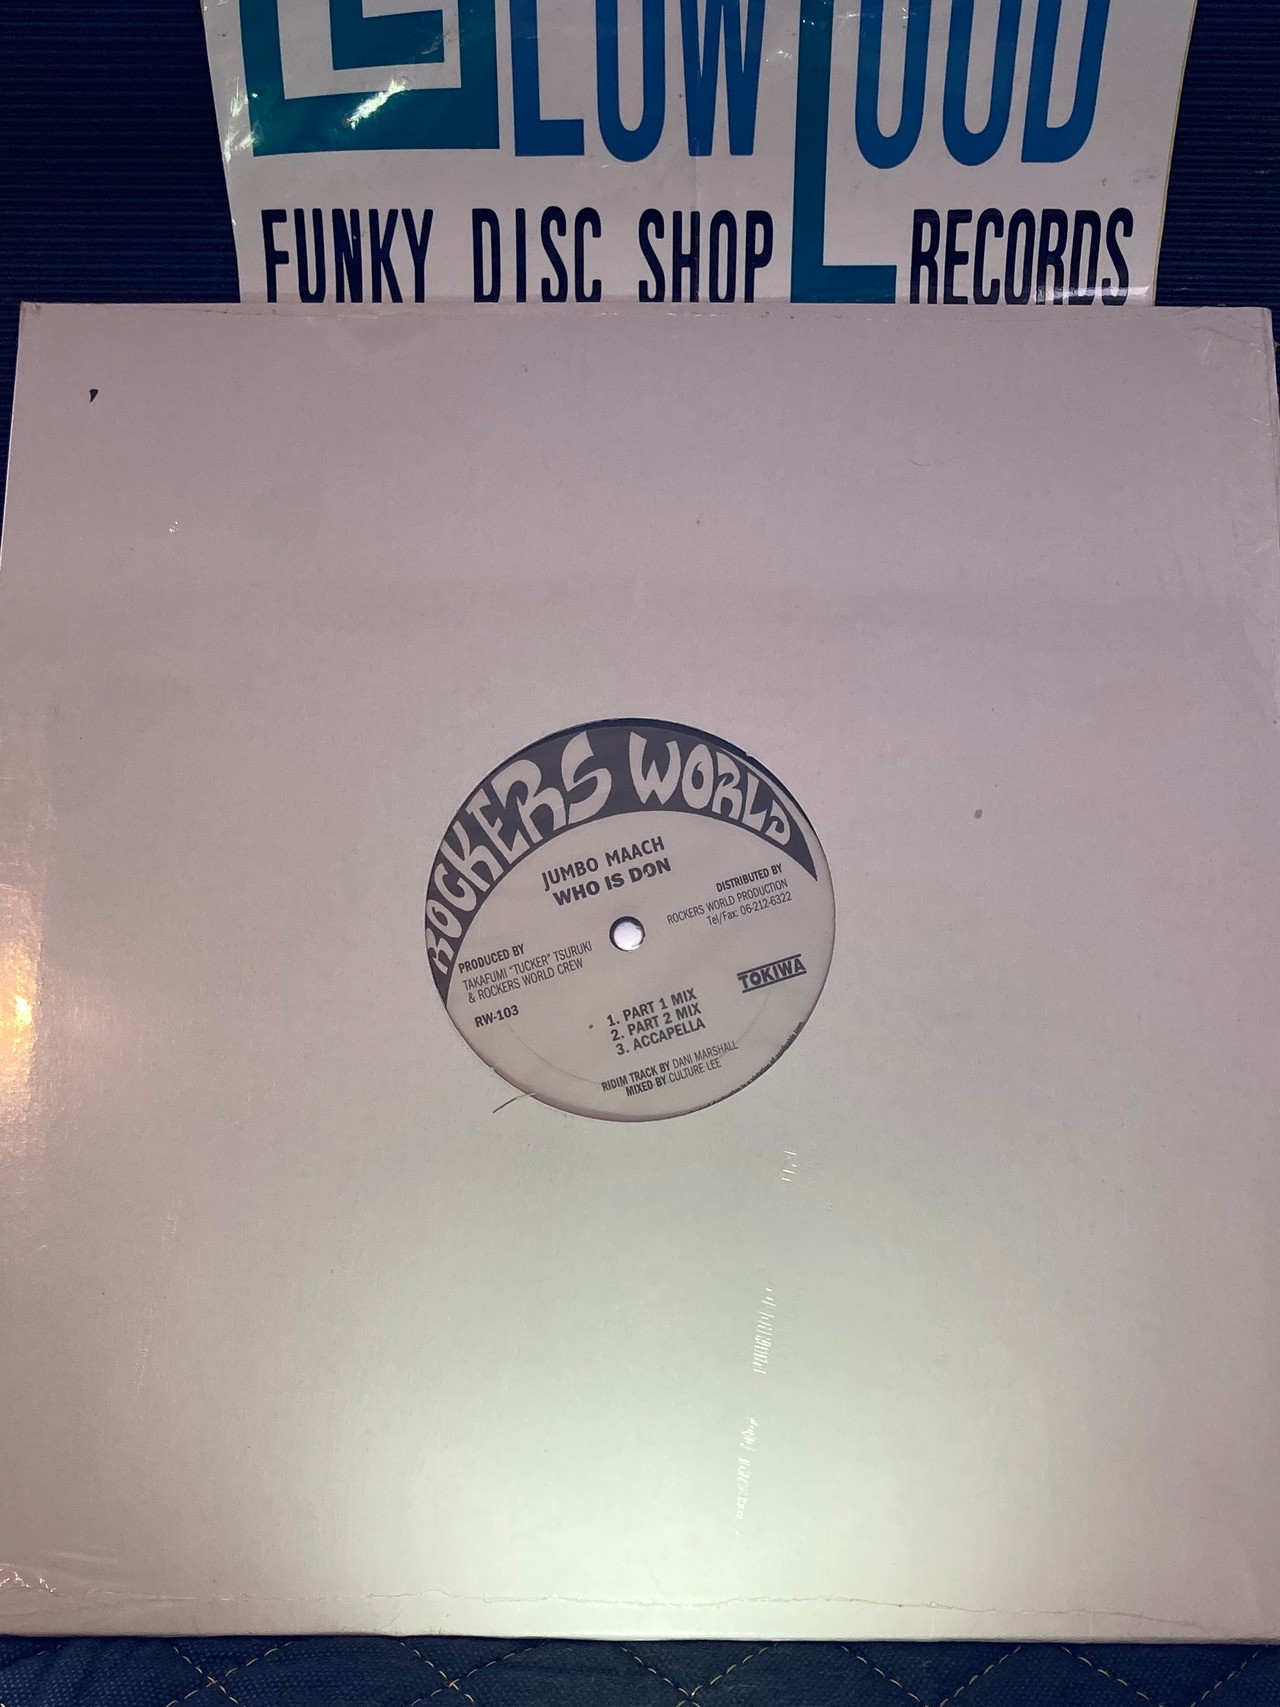 LOW LOUD
FUNKY DISC SHOP RECORDS
ROCKERS WORLD
JUMBO MAACH
WHO IS DON
DISTRIBUTED BY
ROCKERS WORLD PRODUCTION
Tel/Fax: 06-212-6322
PRODUCED BY
TAKAFUMI "TUCKER" TSURUKI
& ROCKERS WORLD CREW
RW-103
TOKIWA
1. PART 1 MIX
2. PART 2 MIX
3. ACCAPELLA
RIDIM TRACK BY DANI MARSHALL
MIXED BY CULTURE LEE